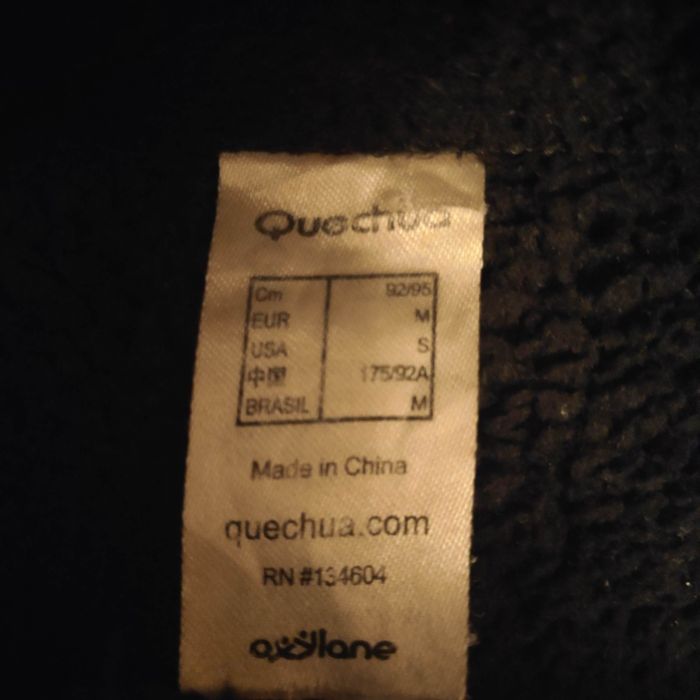 Quechua
Cm 92/95
EUR M
USA S
中国 175/92A
BRASIL M
Made in China
quechua.com
RN #134604
oxylane